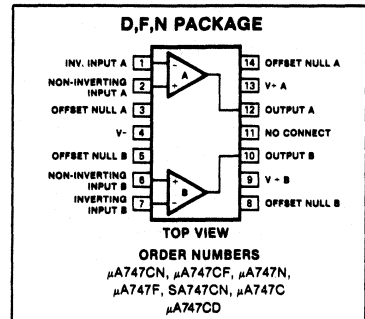 D,F,N PACKAGE
INV. INPUT A 1 - A 14 OFFSET NULL A
NON-INVERTING INPUT A 2 + 13 V+ A
OFFSET NULL A 3 12 OUTPUT A
V- 4 11 NO CONNECT
OFFSET NULL B 5 10 OUTPUT B
NON-INVERTING INPUT B 6 + B 9 V+ B
INVERTING INPUT B 7 - 8 OFFSET NULL B
TOP VIEW
ORDER NUMBERS
μA747CN, μA747CF, μA747N,
μA747F, SA747CN, μA747C
μA747CD